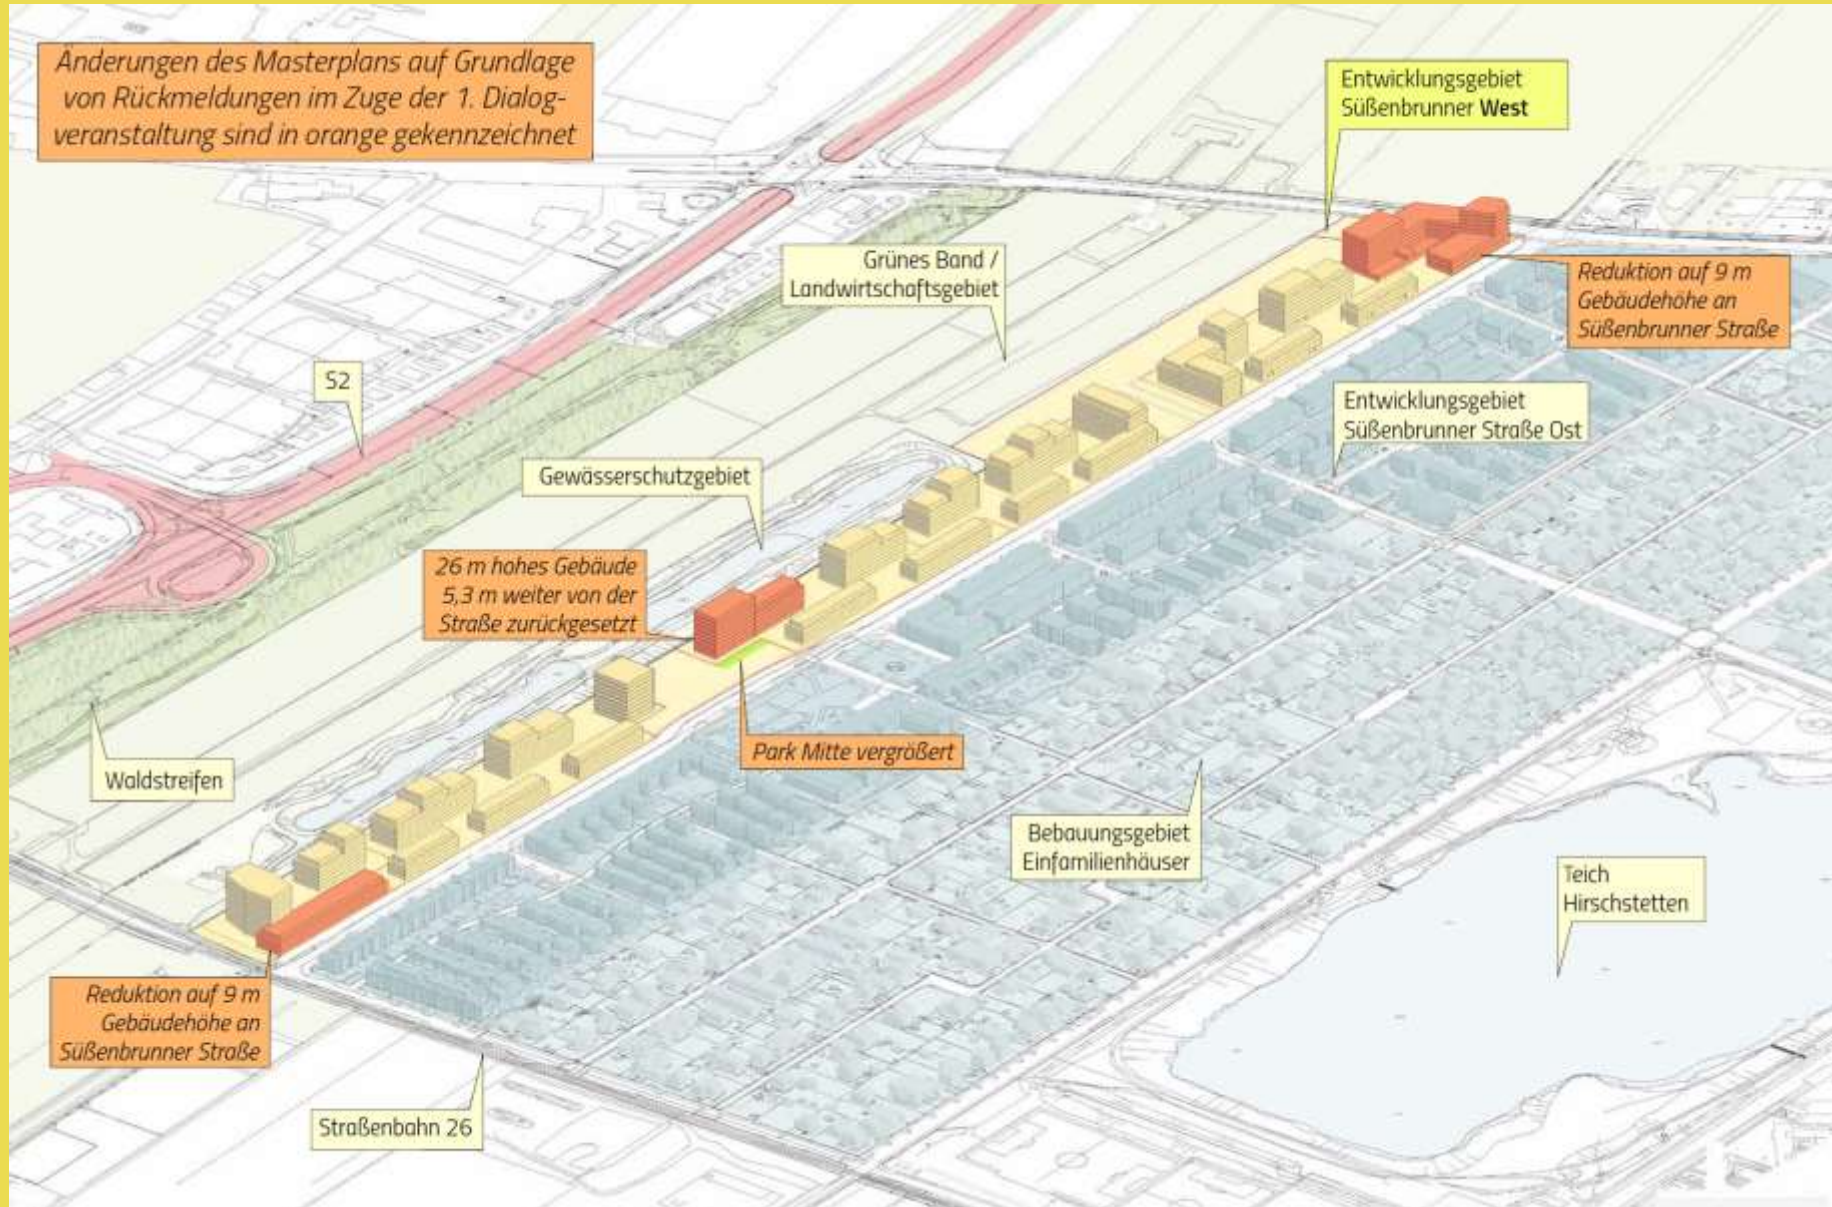 Änderungen des Masterplans auf Grundlage
von Rückmeldungen im Zuge der 1. Dialog-
veranstaltung sind in orange gekennzeichnet
Entwicklungsgebiet
Süßenbrunner West
Grünes Band /
Landwirtschaftsgebiet
Reduktion auf 9 m
Gebäudehöhe an
Süßenbrunner Straße
S2
Entwicklungsgebiet
Süßenbrunner Straße Ost
Gewässerschutzgebiet
26 m hohes Gebäude
5,3 m weiter von der
Straße zurückgesetzt
Park Mitte vergrößert
Waldstreifen
Bebauungsgebiet
Einfamilienhäuser
Teich
Hirschstetten
Reduktion auf 9 m
Gebäudehöhe an
Süßenbrunner Straße
Straßenbahn 26